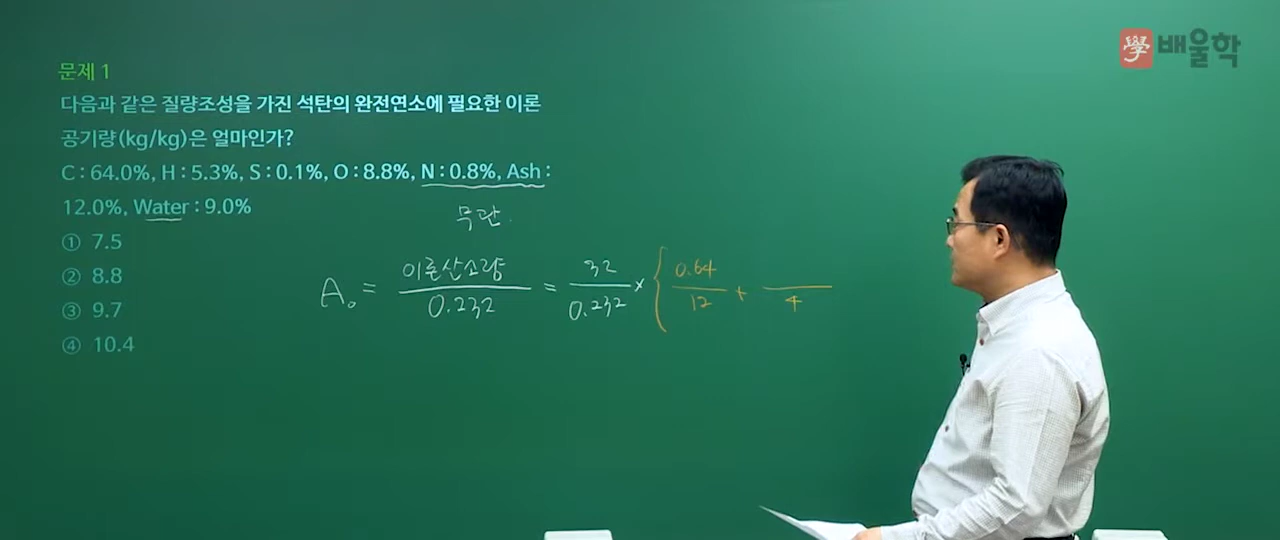 學 배울학
문제 1
다음과 같은 질량조성을 가진 석탄의 완전연소에 필요한 이론
공기량(kg/kg)은 얼마인가?
C : 64.0%, H : 5.3%, S : 0.1%, O : 8.8%, N : 0.8%, Ash :
12.0%, Water : 9.0%
무관.
① 7.5
② 8.8
③ 9.7
④ 10.4
A₀ = 이론산소량 / 0.232 = 32 / 0.232 × { 0.64 / 12 + / 4